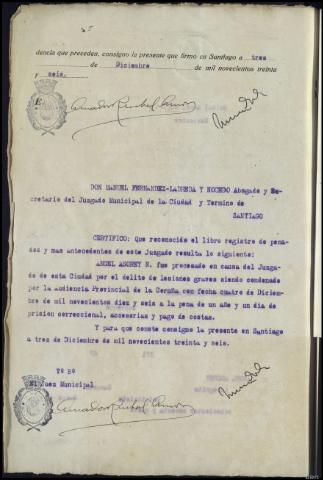 dencia que preceden, consigno la presente que firmo en Santiago a tres
de Diciembre de mil novecientos treinta
y seis.
DON MANUEL FERNANDEZ-LADREDA Y NOCEDO Abogado y Se-
cretario del Juzgado Municipal de la Ciudad y Termino de
SANTIAGO
CERTIFICO: Que reconocido el libro registro de pena-
dos y mas antecedentes de este Juzgado resulta lo siguiente:
ANGEL N. fue procesado en causa del Juzga-
do de esta Ciudad por el delito de lesiones graves siendo condenado
por la Audiencia Provincial de la Coruña con fecha cuatro de Diciem-
bre de mil novecientos diez y seis a la pena de un año y un dia de
prision correccional, accesorias y pago de costas.
Y para que conste consigno la presente en Santiago
a tres de Diciembre de mil novecientos treinta y seis.
Vº Bº
El Juez Municipal